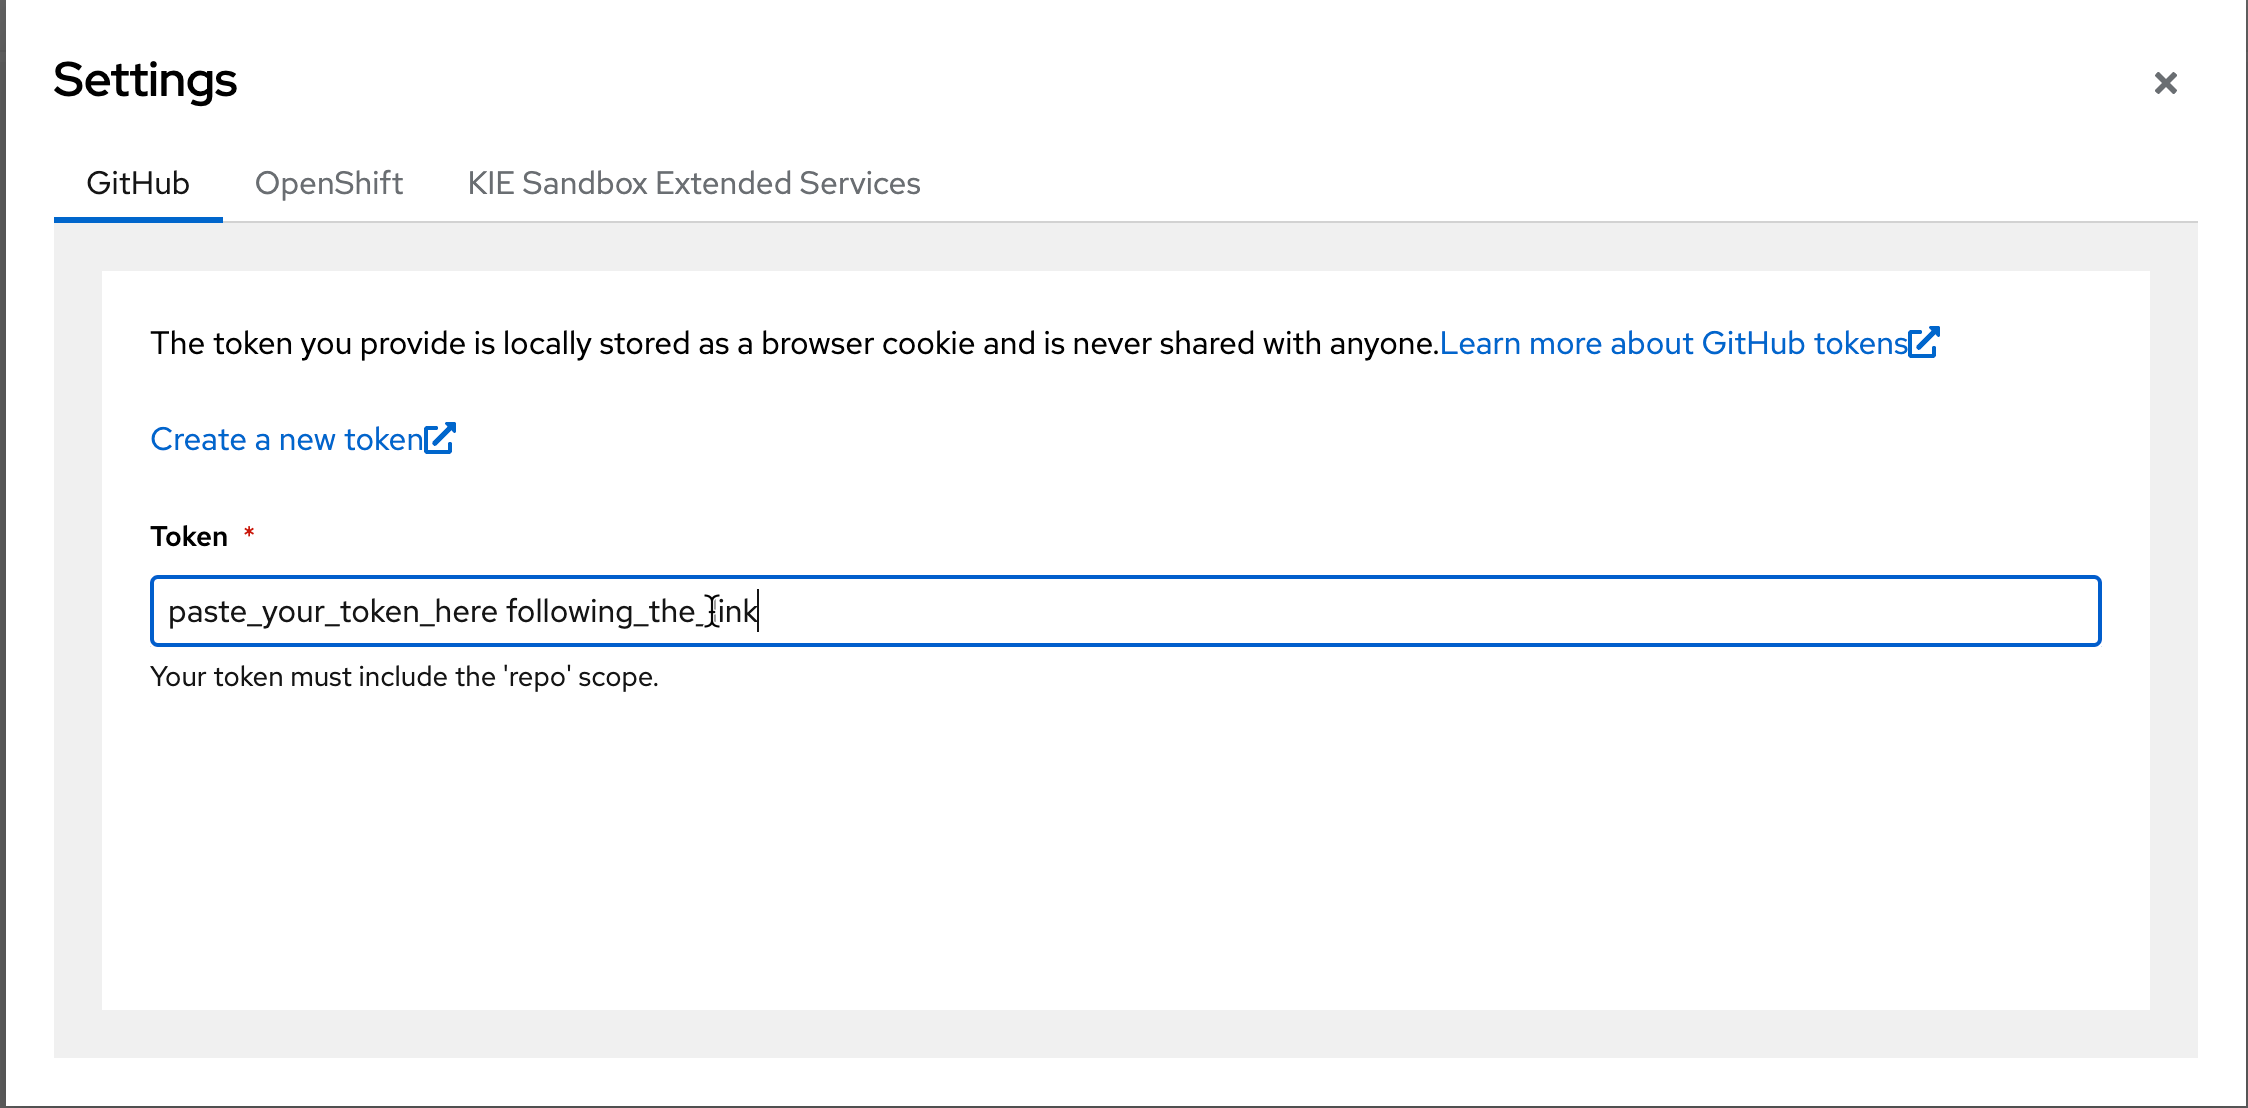 Settings
GitHub OpenShift KIE Sandbox Extended Services
The token you provide is locally stored as a browser cookie and is never shared with anyone.Learn more about GitHub tokens
Create a new token
Token *
paste_your_token_here following_the_link
Your token must include the 'repo' scope.